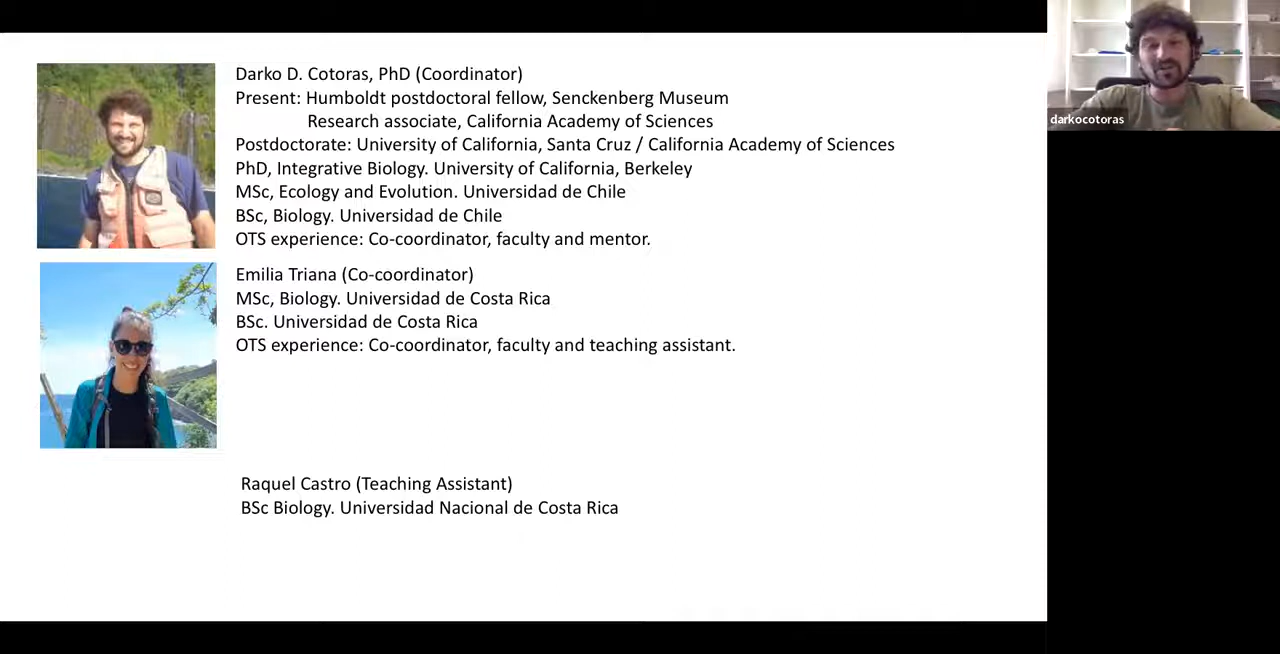 Darko D. Cotoras, PhD (Coordinator)
Present: Humboldt postdoctoral fellow, Senckenberg Museum
Research associate, California Academy of Sciences
Postdoctorate: University of California, Santa Cruz / California Academy of Sciences
PhD, Integrative Biology. University of California, Berkeley
MSc, Ecology and Evolution. Universidad de Chile
BSc, Biology. Universidad de Chile
OTS experience: Co-coordinator, faculty and mentor.
Emilia Triana (Co-coordinator)
MSc, Biology. Universidad de Costa Rica
BSc. Universidad de Costa Rica
OTS experience: Co-coordinator, faculty and teaching assistant.
Raquel Castro (Teaching Assistant)
BSc Biology. Universidad Nacional de Costa Rica
darkocotoras